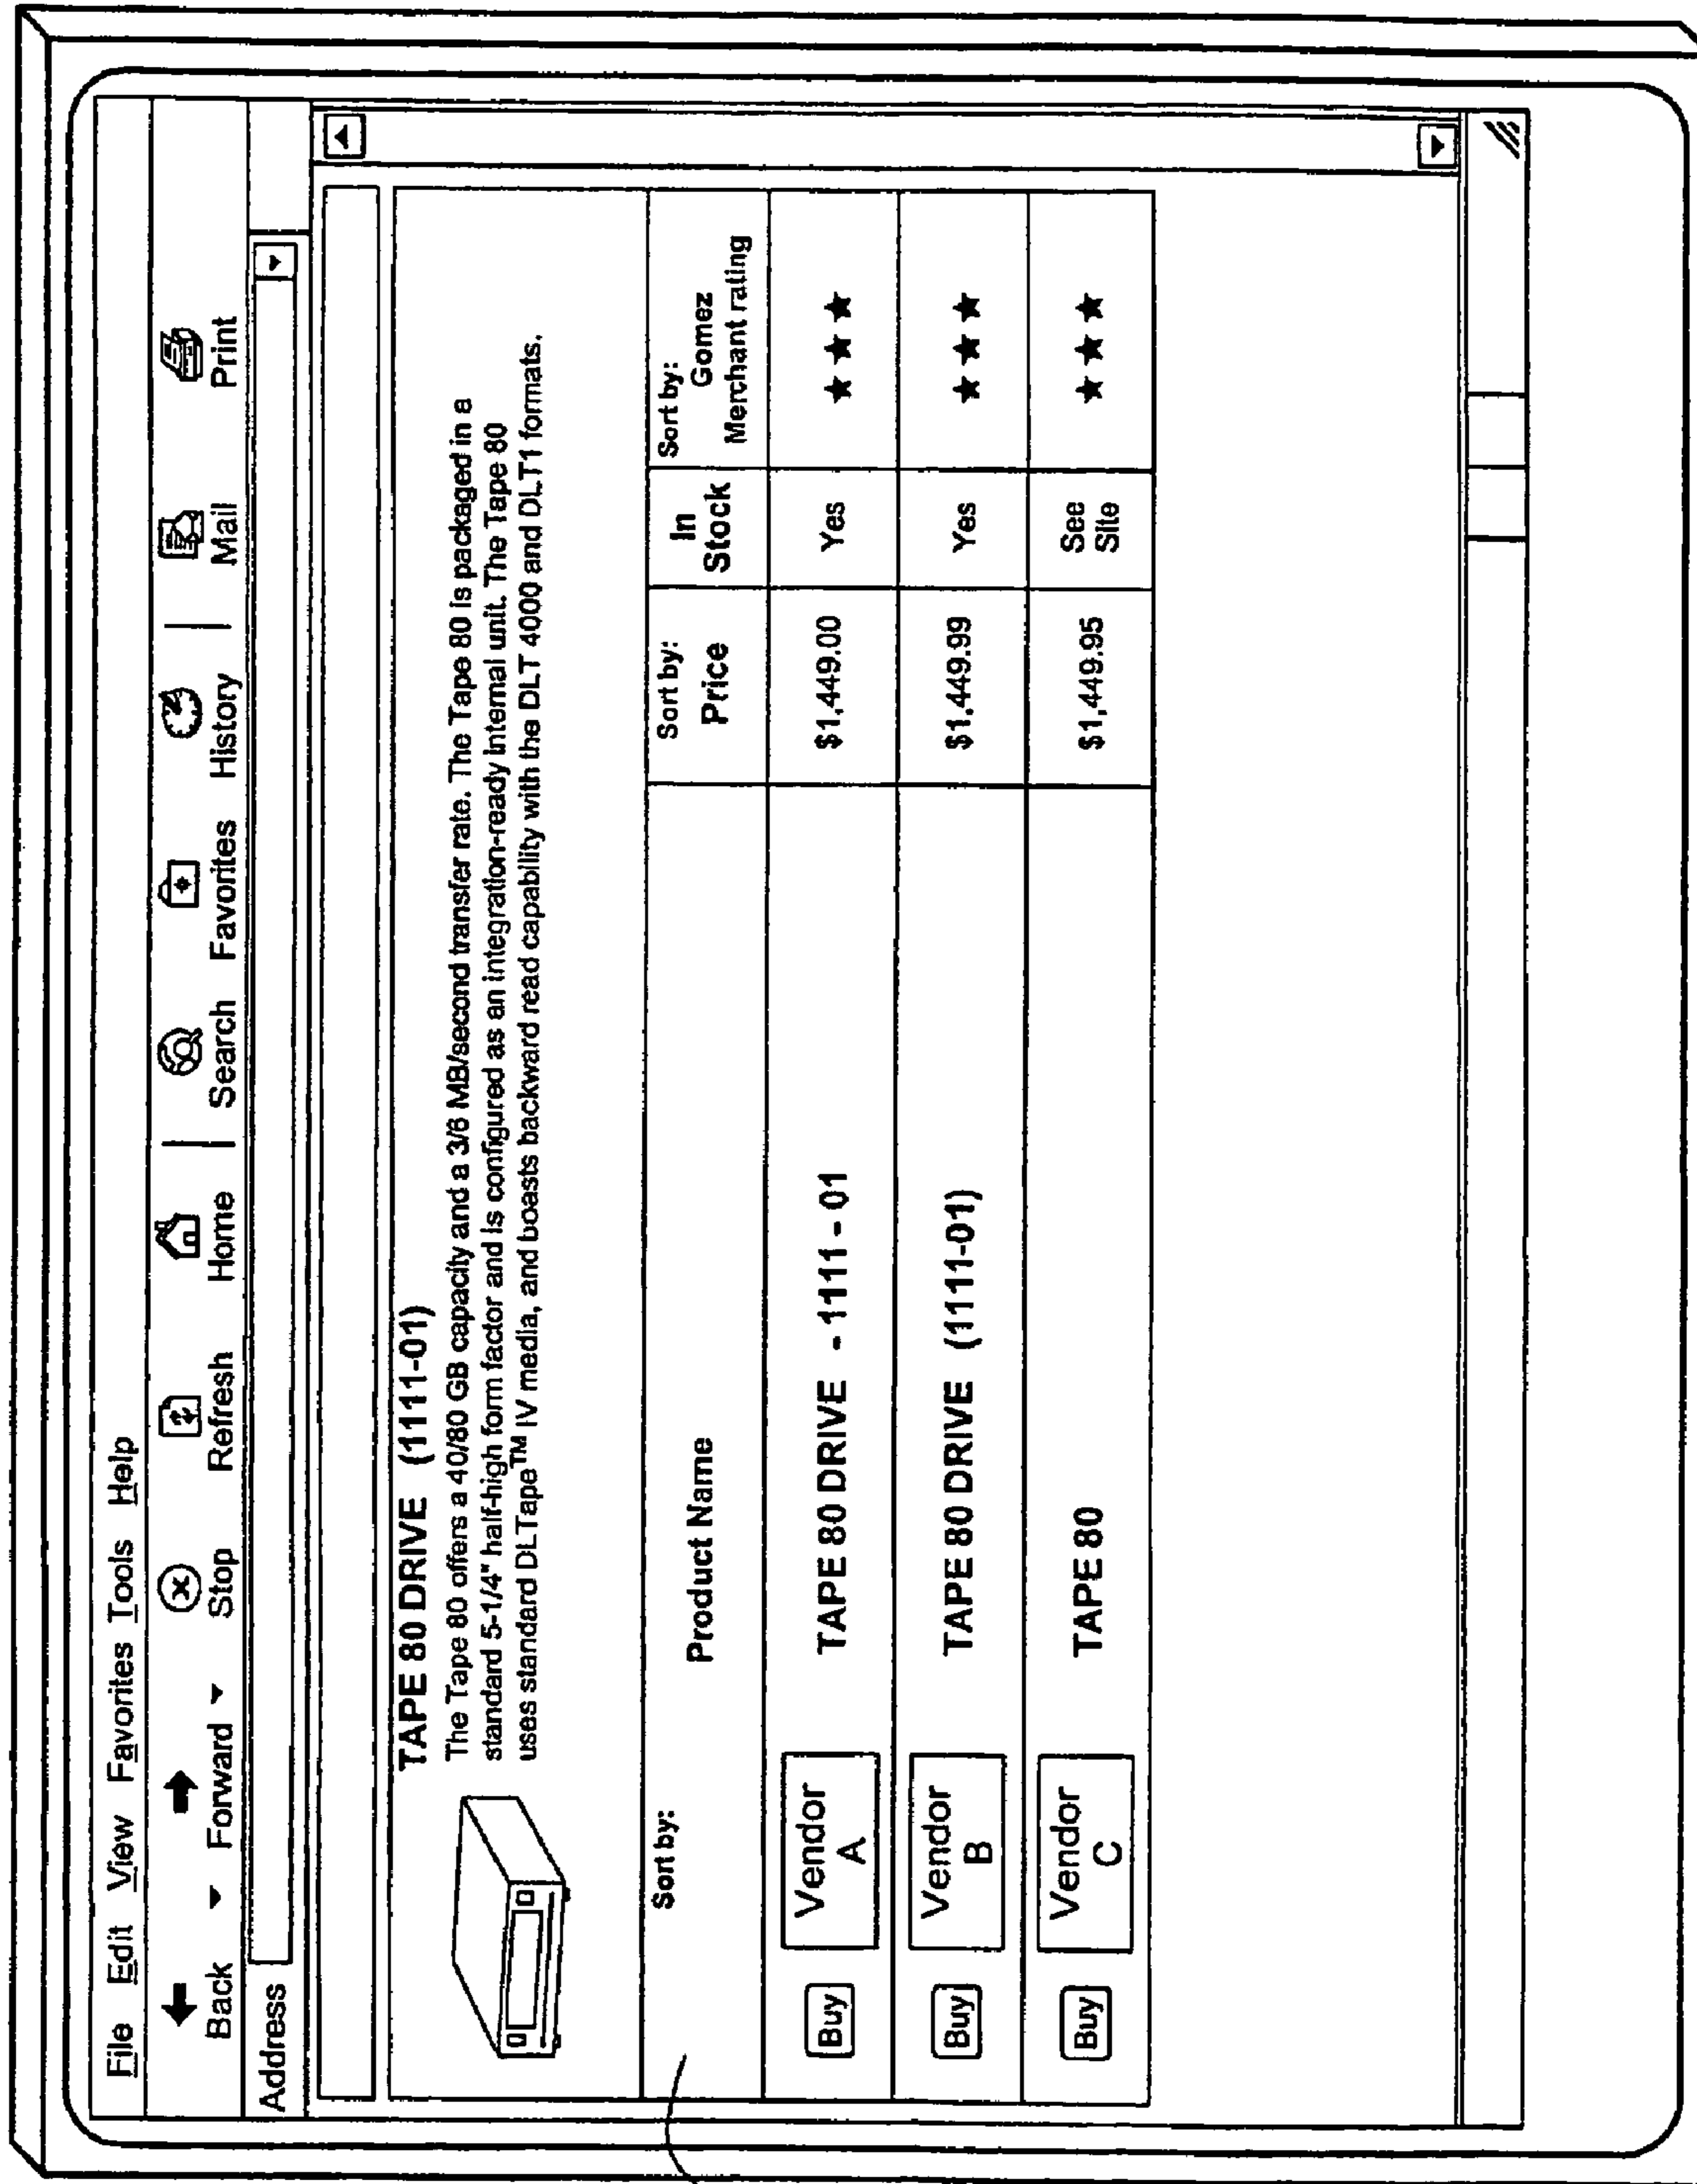 File Edit View Favorites Tools Help
Back Forward Stop Refresh Home Search Favorites History Mail Print
Address
TAPE 80 DRIVE (1111-01)
The Tape 80 offers a 40/80 GB capacity and a 3/6 MB/second transfer rate. The Tape 80 is packaged in a
standard 5-1/4" half-high form factor and is configured as an integration-ready internal unit. The Tape 80
uses standard DLTape™ IV media, and boasts backward read capability with the DLT 4000 and DLT1 formats.
Sort by: Product Name Sort by: Price In Stock Sort by: Gomez Merchant rating
Buy Vendor A TAPE 80 DRIVE - 1111 - 01 $1,449.00 Yes ★ ★ ★
Buy Vendor B TAPE 80 DRIVE (1111-01) $1,449.99 Yes ★ ★ ★
Buy Vendor C TAPE 80 $1,449.95 See Site ★ ★ ★